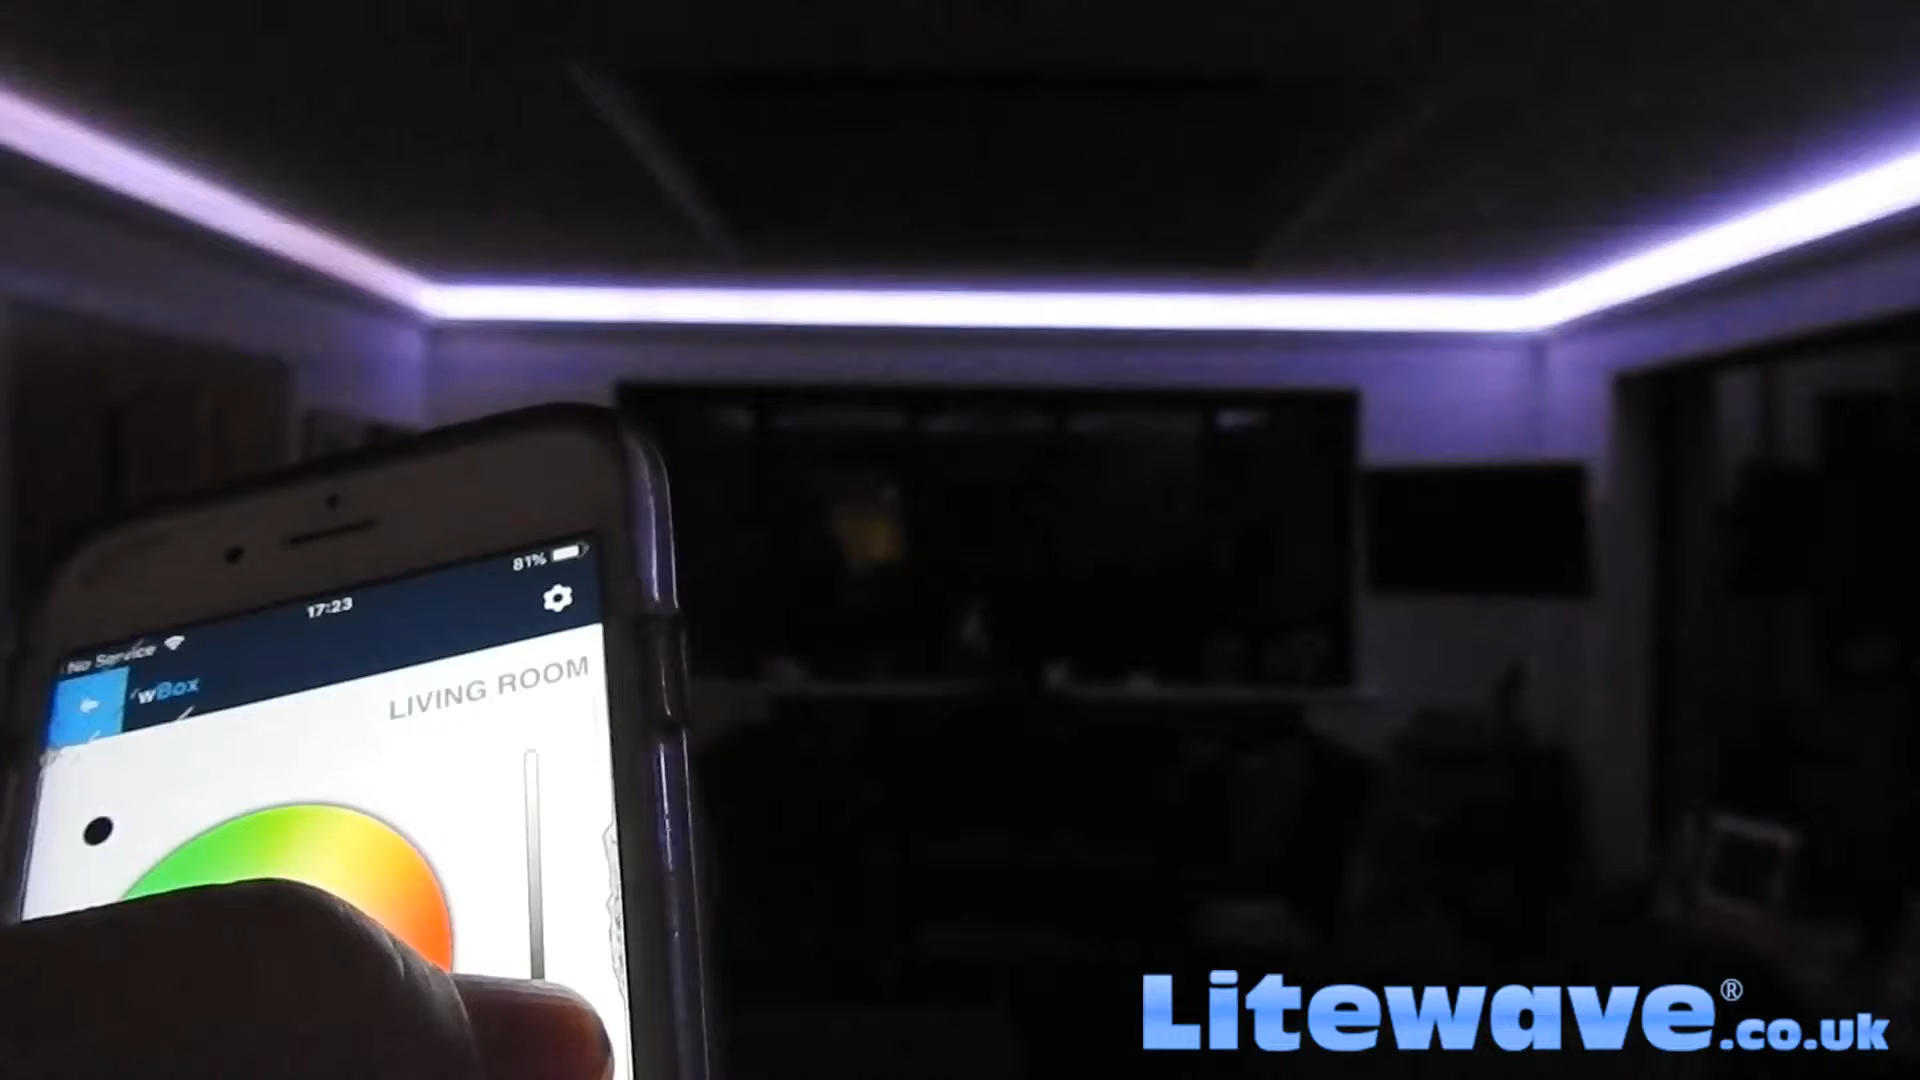 81%
17:23
No Service
wBox
LIVING ROOM
Litewave®.co.uk